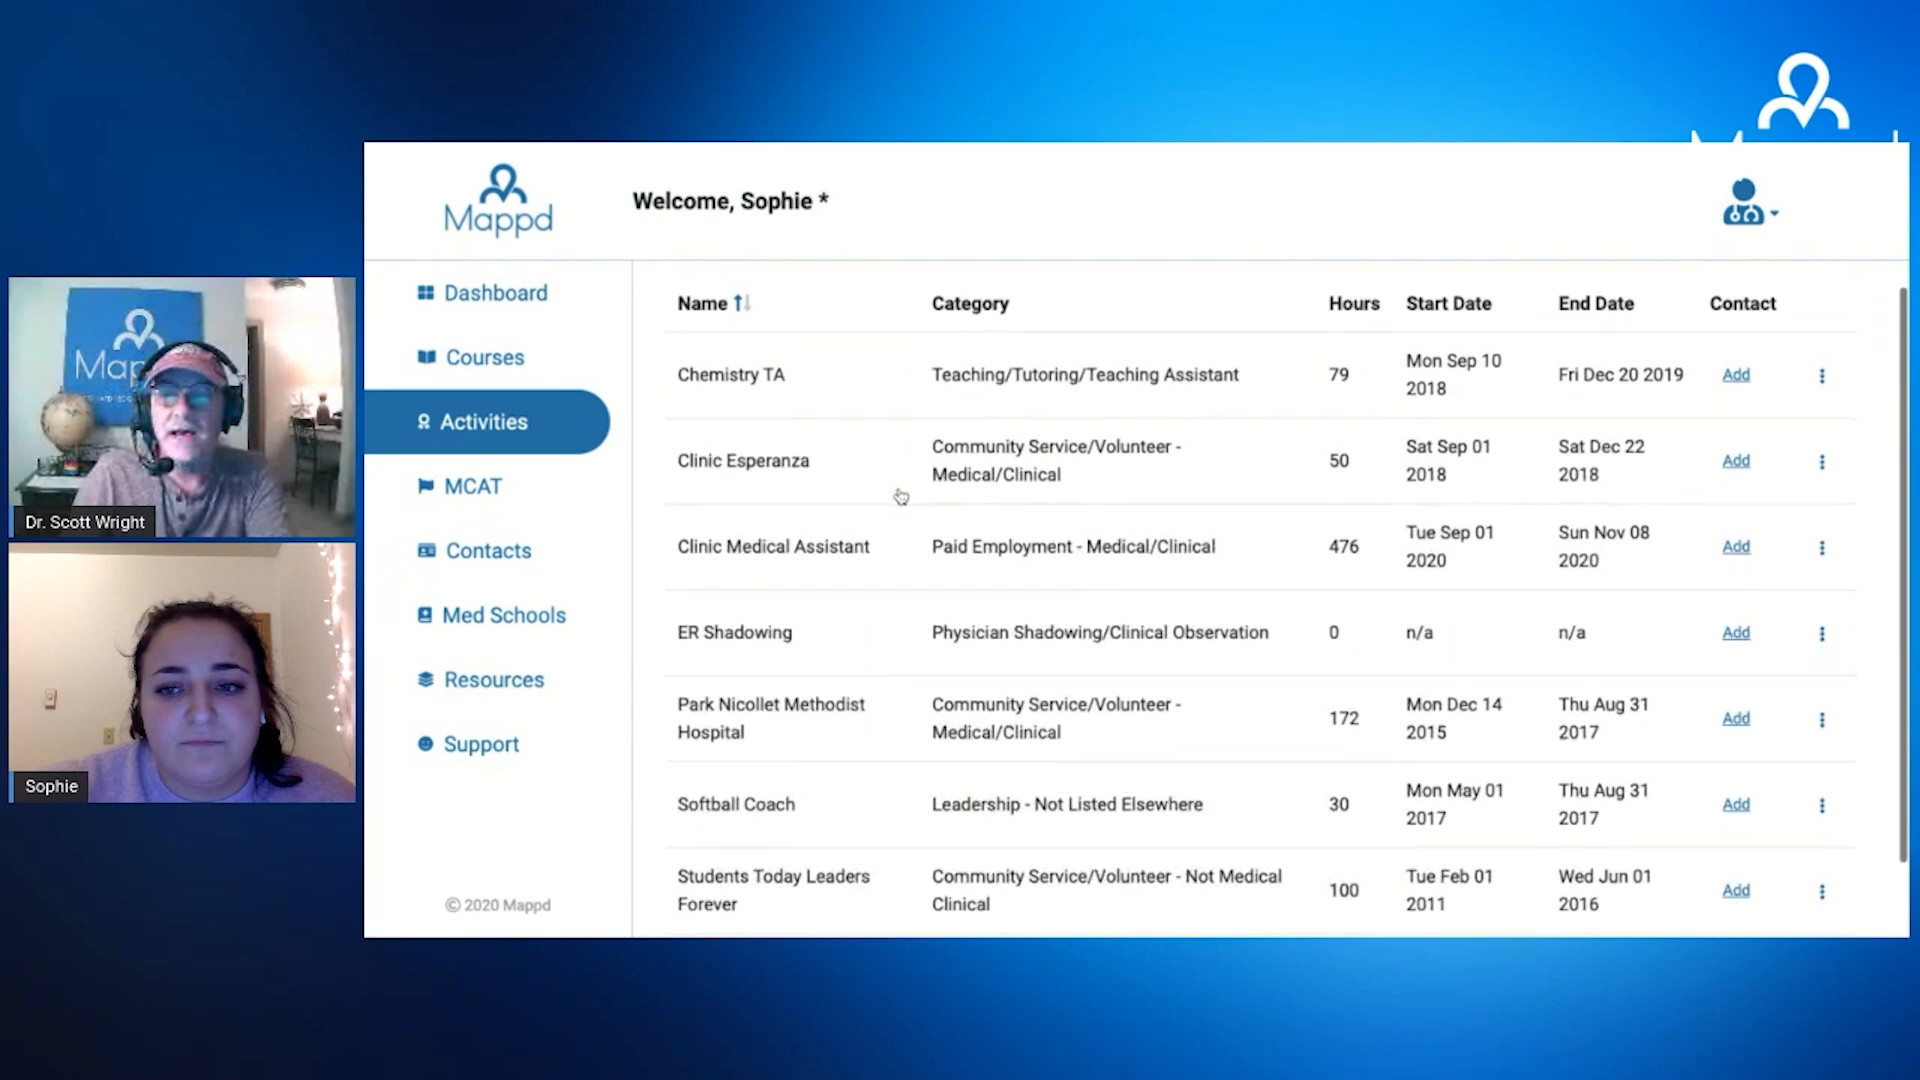 Mappd
Welcome, Sophie *
Dashboard
Courses
Activities
MCAT
Contacts
Med Schools
Resources
Support
© 2020 Mappd
Name Category Hours Start Date End Date Contact
Chemistry TA Teaching/Tutoring/Teaching Assistant 79 Mon Sep 10 2018 Fri Dec 20 2019 Add
Clinic Esperanza Community Service/Volunteer - Medical/Clinical 50 Sat Sep 01 2018 Sat Dec 22 2018 Add
Clinic Medical Assistant Paid Employment - Medical/Clinical 476 Tue Sep 01 2020 Sun Nov 08 2020 Add
ER Shadowing Physician Shadowing/Clinical Observation 0 n/a n/a Add
Park Nicollet Methodist Hospital Community Service/Volunteer - Medical/Clinical 172 Mon Dec 14 2015 Thu Aug 31 2017 Add
Softball Coach Leadership - Not Listed Elsewhere 30 Mon May 01 2017 Thu Aug 31 2017 Add
Students Today Leaders Forever Community Service/Volunteer - Not Medical Clinical 100 Tue Feb 01 2011 Wed Jun 01 2016 Add
Dr. Scott Wright
Sophie